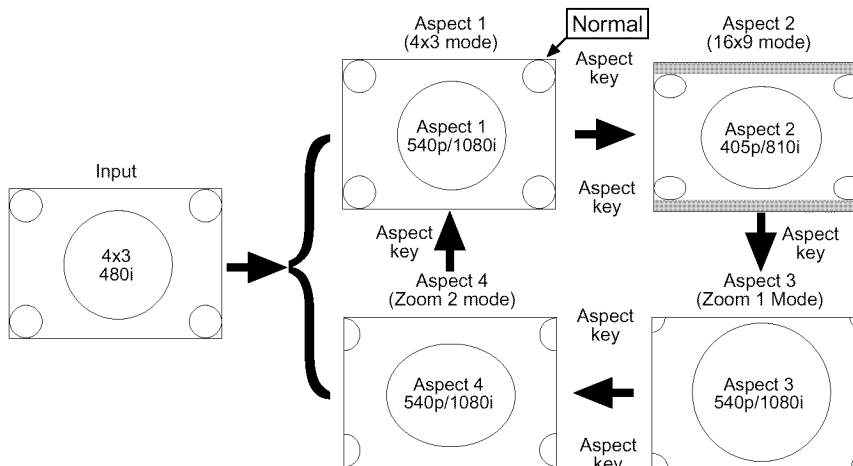 Aspect 1
(4x3 mode)
Normal
Aspect
key
Aspect 2
(16x9 mode)
Aspect 1
540p/1080i
Aspect 2
405p/810i
Input
Aspect
key
4x3
480i
Aspect
key
Aspect
key
Aspect 4
(Zoom 2 mode)
Aspect 3
(Zoom 1 Mode)
Aspect
key
Aspect 4
540p/1080i
Aspect 3
540p/1080i
Aspect
key